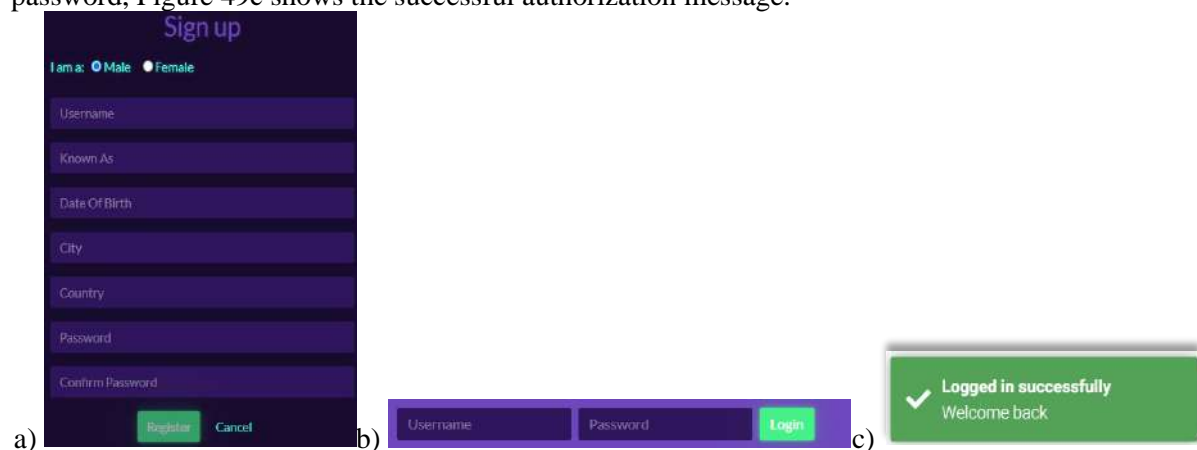 password, Figure 49c shows the successful authorization message.
Sign up
I am a: Male Female
Username
Known As
Date Of Birth
City
Country
Password
Confirm Password
Register Cancel
a)
Username Password Login
b)
Logged in successfully
Welcome back
c)